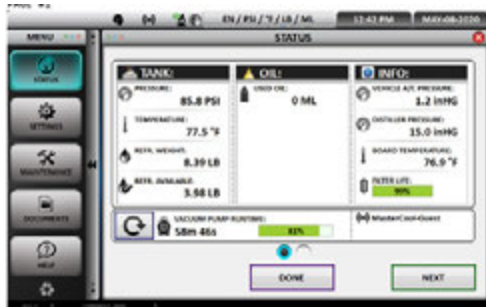 EN / PSI / °F / LB / ML
12:42 PM
MAY-08-2020
MENU
STATUS
STATUS
SETTINGS
MAINTENANCE
DOCUMENTS
HELP
TANK:
PRESSURE:
85.8 PSI
TEMPERATURE:
77.5 °F
REFR. WEIGHT:
8.39 LB
REFR. AVAILABLE:
3.98 LB
OIL:
USED OIL:
0 ML
INFO:
VEHICLE A/C PRESSURE:
1.2 inHG
DISTILLER PRESSURE:
15.0 inHG
BOARD TEMPERATURE:
76.9 °F
FILTER LIFE:
99%
VACUUM PUMP RUNTIME:
58m 46s
MasterCool-Guest
DONE
NEXT